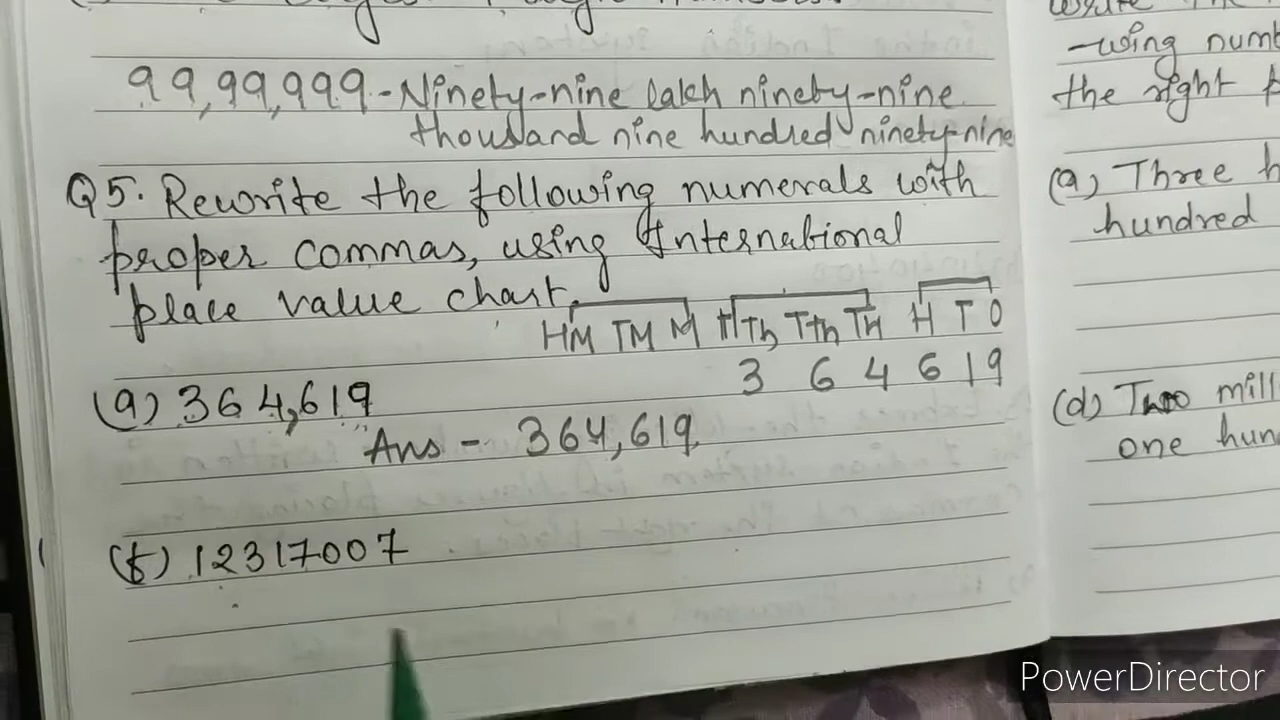 99,99,999 - Ninety-nine lakh ninety-nine
thousand nine hundred ninety-nine
Q5. Rewrite the following numerals with
proper commas, using International
place value chart.
HM TM M HTh TTh TH H T O
3 6 4 6 1 9
(a) 364,619
Ans - 364,619
(f) 12317007
-using numb
the right
(a) Three h
hundred
(d) Two mill
one hun
PowerDirector